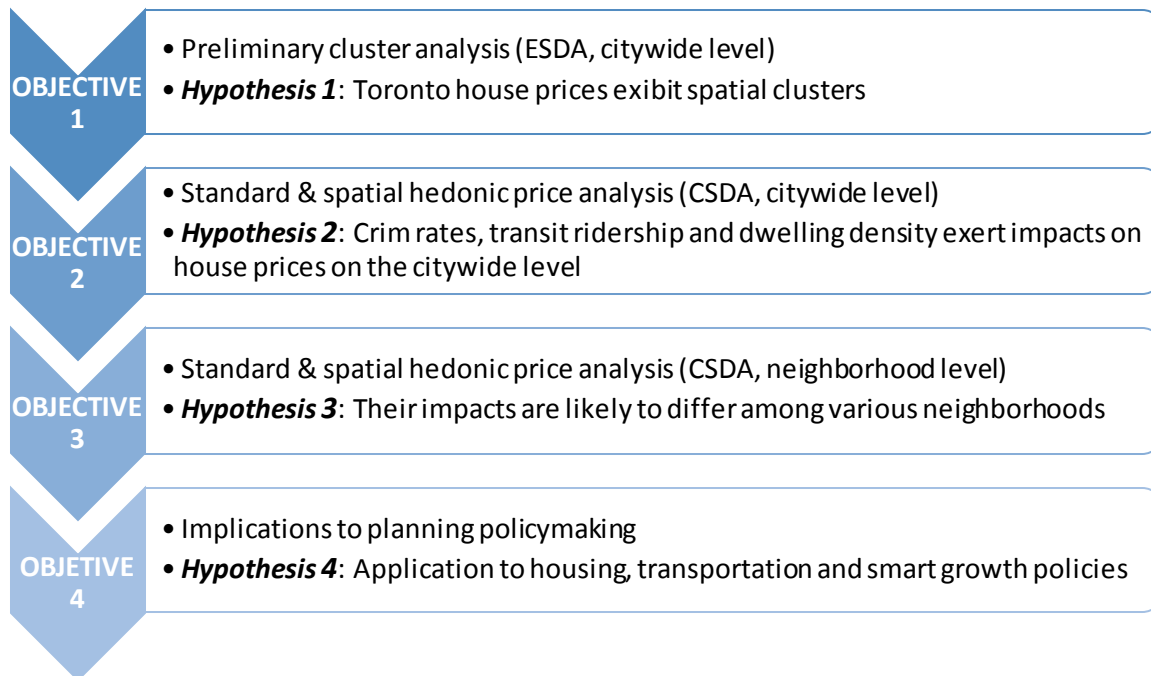 OBJECTIVE
1
• Preliminary cluster analysis (ESDA, citywide level)
• Hypothesis 1: Toronto house prices exibit spatial clusters
OBJECTIVE
2
• Standard & spatial hedonic price analysis (CSDA, citywide level)
• Hypothesis 2: Crim rates, transit ridership and dwelling density exert impacts on
house prices on the citywide level
OBJECTIVE
3
• Standard & spatial hedonic price analysis (CSDA, neighborhood level)
• Hypothesis 3: Their impacts are likely to differ among various neighborhoods
OBJETIVE
4
• Implications to planning policymaking
• Hypothesis 4: Application to housing, transportation and smart growth policies